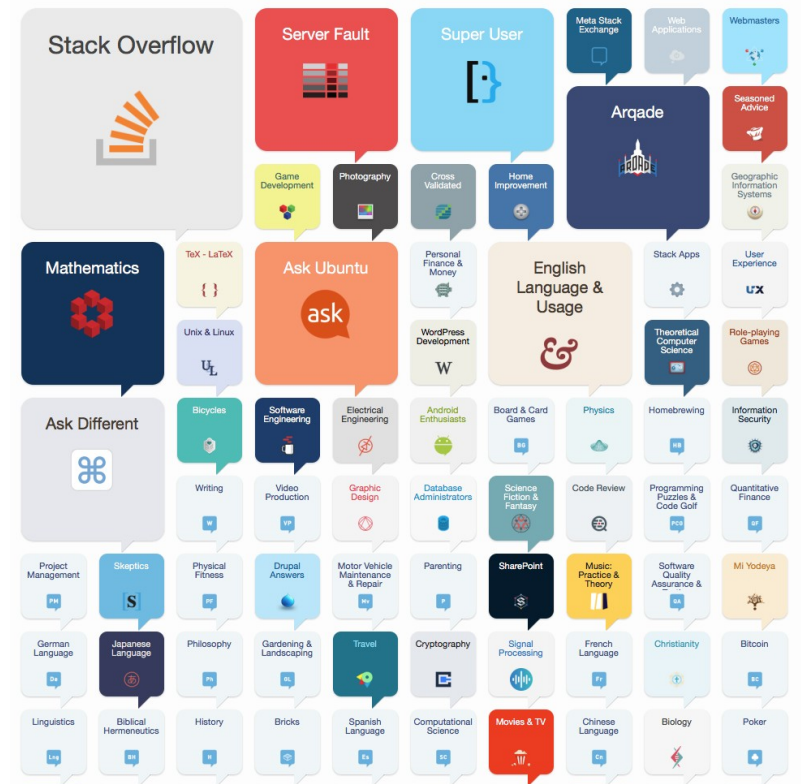 Stack Overflow
Server Fault
Super User
Meta Stack
Exchange
Web
Applications
Webmasters
Arqade
Seasoned
Advice
Game
Development
Photography
Cross
Validated
Home
Improvement
Geographic
Information
Systems
Mathematics
TeX - LaTeX
{ }
Ask Ubuntu
ask
Personal
Finance &
Money
English
Language &
Usage
&
Stack Apps
User
Experience
UX
Unix & Linux
UL
WordPress
Development
W
Theoretical
Computer
Science
Role-playing
Games
Ask Different
⌘
Bicycles
Software
Engineering
Electrical
Engineering
Android
Enthusiasts
Board & Card
Games
BG
Physics
Homebrewing
HB
Information
Security
Writing
W
Video
Production
VP
Graphic
Design
Database
Administrators
Science
Fiction &
Fantasy
Code Review
Programming
Puzzles &
Code Golf
PCG
Quantitative
Finance
QF
Project
Management
PM
Skeptics
[S]
Physical
Fitness
PF
Drupal
Answers
Motor Vehicle
Maintenance
& Repair
Mo
Parenting
P
SharePoint
S
Music:
Practice &
Theory
Software
Quality
Assurance &
QA
Mi Yodeya
German
Language
De
Japanese
Language
あ
Philosophy
Ph
Gardening &
Landscaping
GL
Travel
Cryptography
Signal
Processing
French
Language
Fr
Christianity
Bitcoin
BC
Linguistics
Lng
Biblical
Hermeneutics
BH
History
H
Bricks
Spanish
Language
Es
Computational
Science
SC
Movies & TV
Chinese
Language
Cn
Biology
Poker